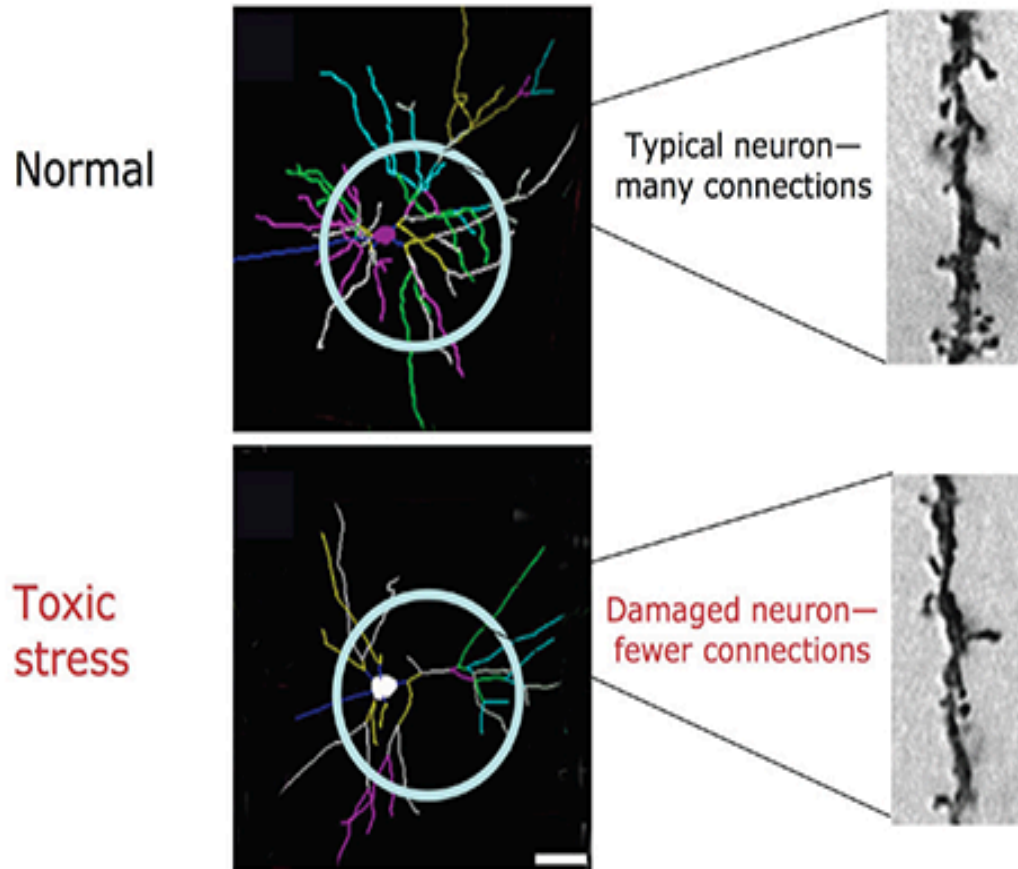 Normal
Typical neuron—
many connections
Toxic
stress
Damaged neuron—
fewer connections